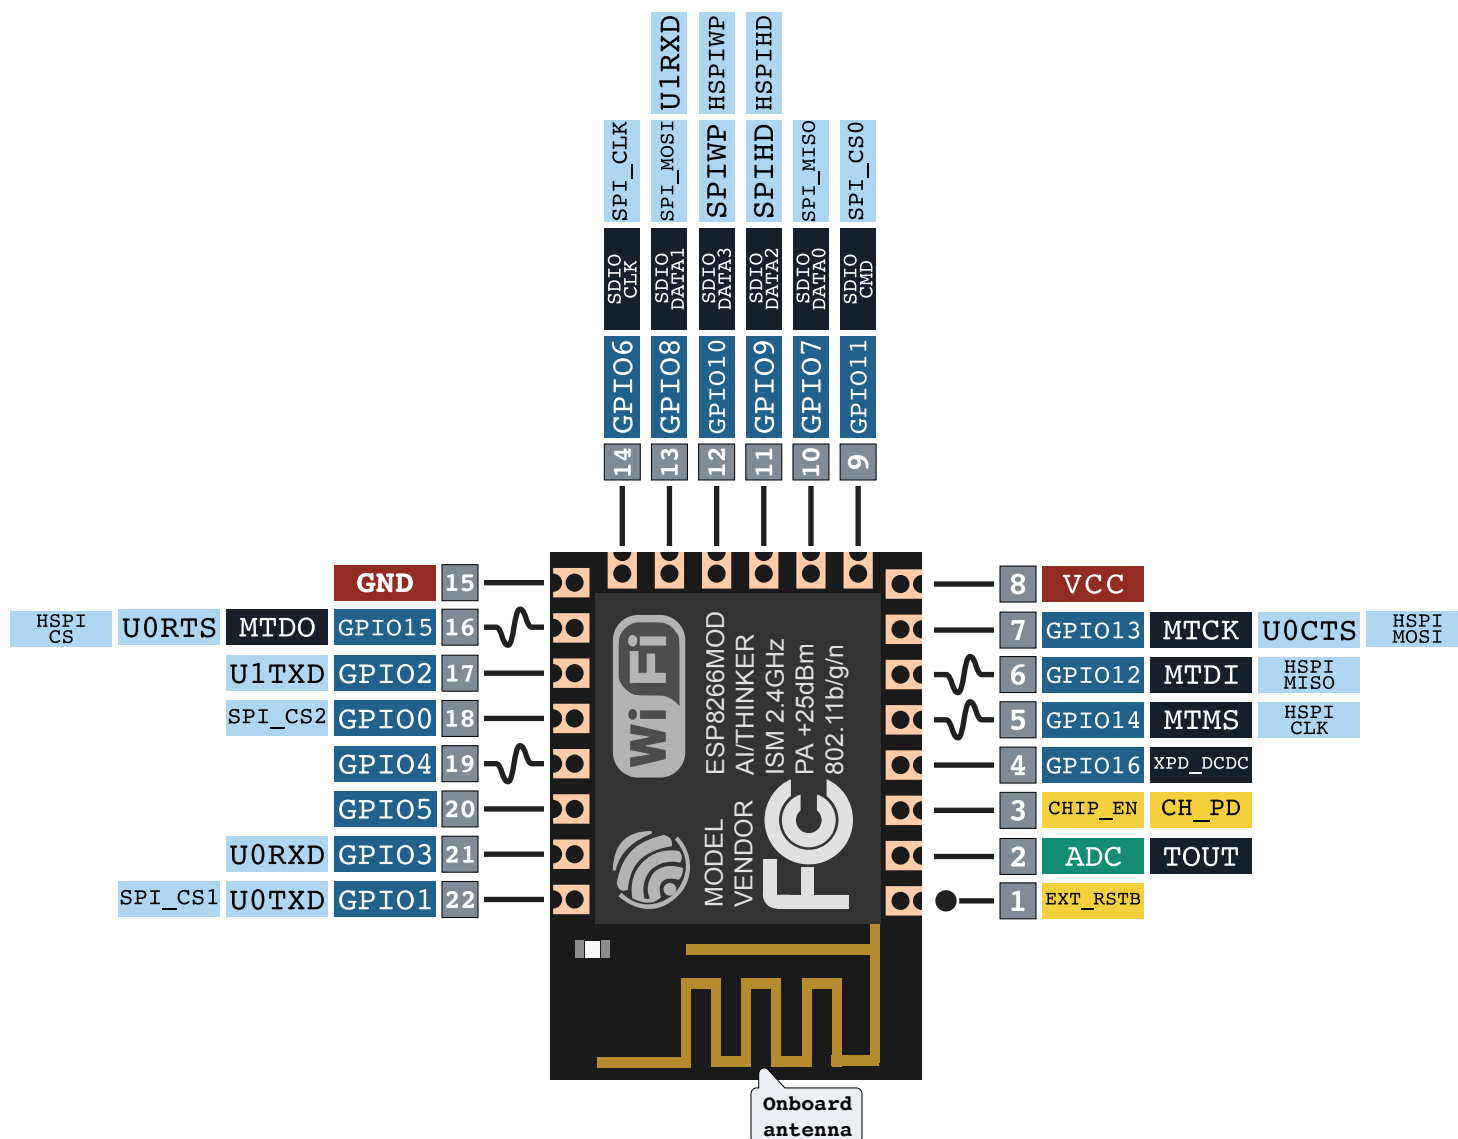 U1RXD HSPIWP HSPIHD
SPI_CLK SPI_MOSI SPIWP SPIHD SPI_MISO SPI_CS0
SDIO CLK SDIO DATA1 SDIO DATA3 SDIO DATA2 SDIO DATA0 SDIO CMD
GPIO6 GPIO8 GPIO10 GPIO9 GPIO7 GPIO11
14 13 12 11 10 9
GND 15
HSPI CS U0RTS MTDO GPIO15 16
U1TXD GPIO2 17
SPI_CS2 GPIO0 18
GPIO4 19
GPIO5 20
U0RXD GPIO3 21
SPI_CS1 U0TXD GPIO1 22
WiFi
MODEL ESP8266MOD
VENDOR AI/THINKER
ISM 2.4GHz
PA +25dBm
802.11b/g/n
FC
8 VCC
7 GPIO13 MTCK U0CTS HSPI MOSI
6 GPIO12 MTDI HSPI MISO
5 GPIO14 MTMS HSPI CLK
4 GPIO16 XPD_DCDC
3 CHIP_EN CH_PD
2 ADC TOUT
1 EXT_RSTB
Onboard
antenna